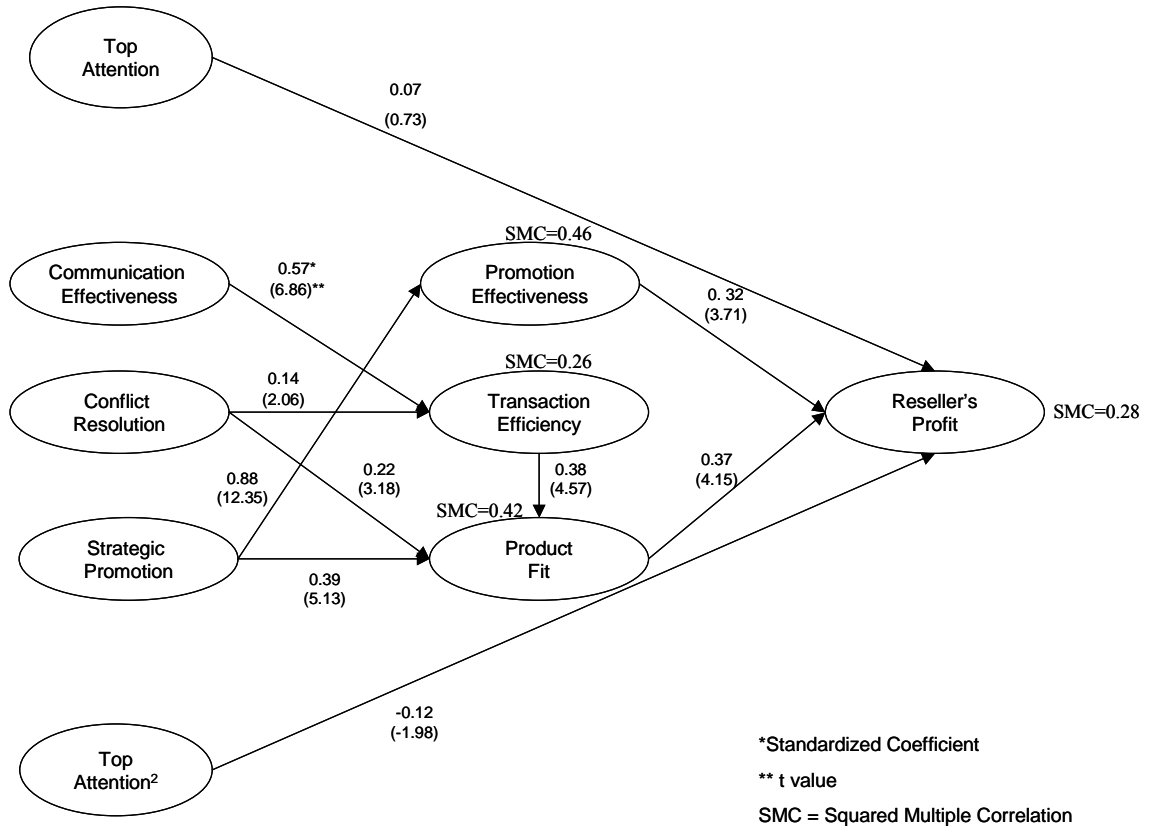 Top
Attention
0.07
(0.73)
SMC=0.46
Communication
Effectiveness
0.57*
(6.86)**
Promotion
Effectiveness
0. 32
(3.71)
SMC=0.26
Conflict
Resolution
0.14
(2.06)
Transaction
Efficiency
Reseller's
Profit
SMC=0.28
0.88
(12.35)
0.22
(3.18)
0.38
(4.57)
0.37
(4.15)
SMC=0.42
Strategic
Promotion
Product
Fit
0.39
(5.13)
-0.12
(-1.98)
Top
Attention²
*Standardized Coefficient
** t value
SMC = Squared Multiple Correlation